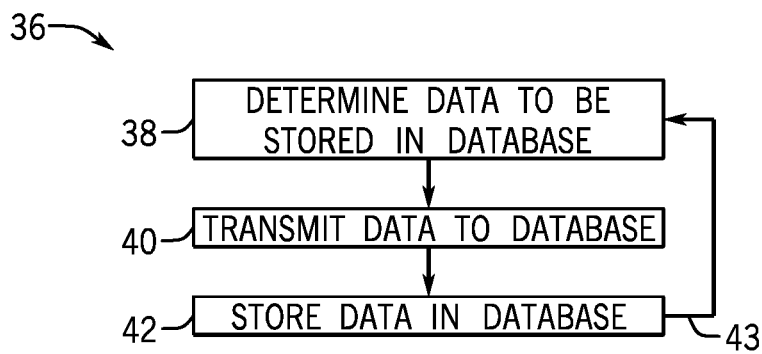 36
38
DETERMINE DATA TO BE
STORED IN DATABASE
40
TRANSMIT DATA TO DATABASE
42
STORE DATA IN DATABASE
43